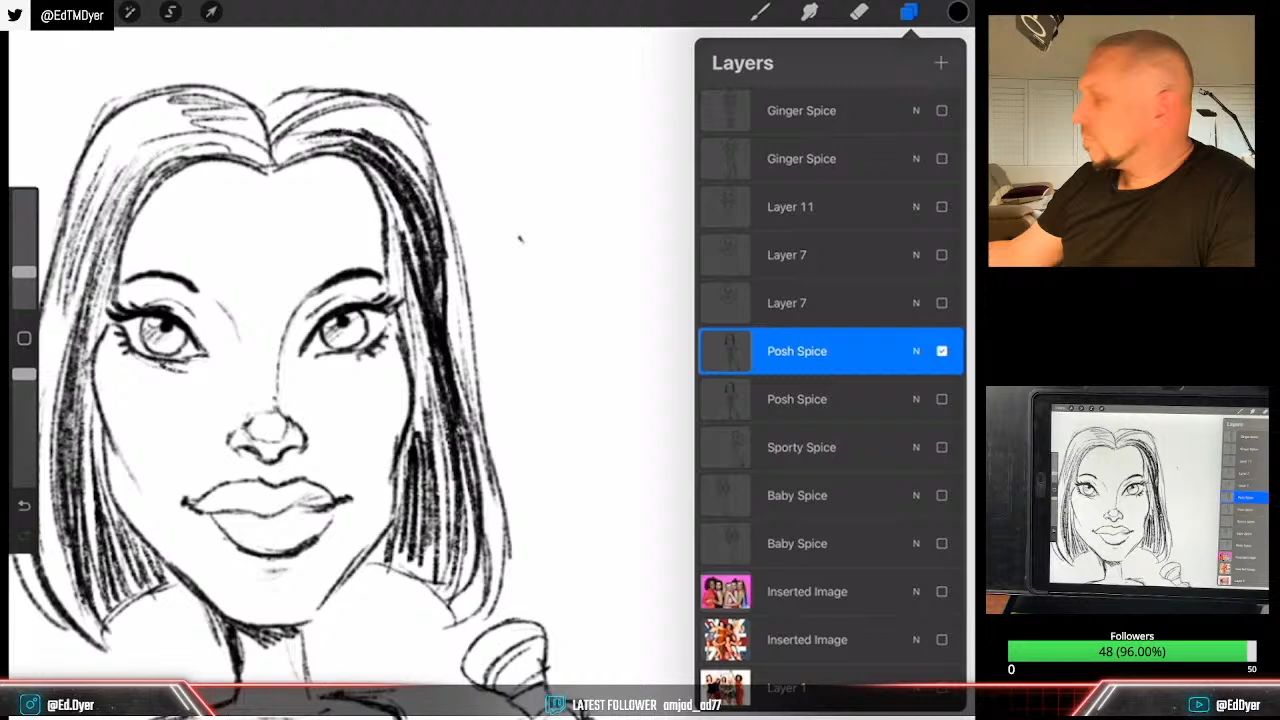 @EdTMDyer
Layers
Ginger Spice N
Ginger Spice N
Layer 11 N
Layer 7 N
Layer 7 N
Posh Spice N
Posh Spice N
Sporty Spice N
Baby Spice N
Baby Spice N
Inserted Image N
Inserted Image N
Layer 1
Followers
48 (96.00%)
0 50
@Ed.Dyer
LATEST FOLLOWER amjad_ad77
@EdDyer